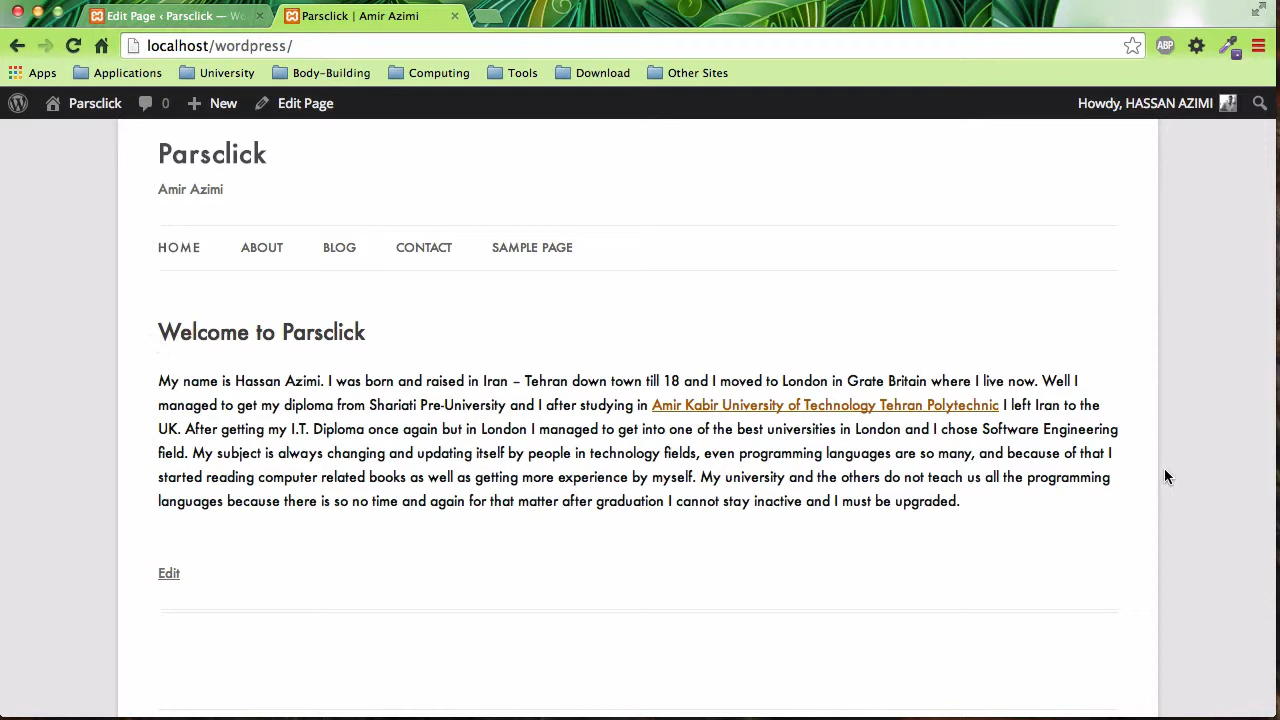 Edit Page ‹ Parsclick — Wo
Parsclick | Amir Azimi
localhost/wordpress/
ABP
Apps Applications University Body-Building Computing Tools Download Other Sites
Parsclick 0 New Edit Page Howdy, HASSAN AZIMI
Parsclick
Amir Azimi
HOME ABOUT BLOG CONTACT SAMPLE PAGE
Welcome to Parsclick
My name is Hassan Azimi. I was born and raised in Iran – Tehran down town till 18 and I moved to London in Grate Britain where I live now. Well I
managed to get my diploma from Shariati Pre-University and I after studying in Amir Kabir University of Technology Tehran Polytechnic I left Iran to the
UK. After getting my I.T. Diploma once again but in London I managed to get into one of the best universities in London and I chose Software Engineering
field. My subject is always changing and updating itself by people in technology fields, even programming languages are so many, and because of that I
started reading computer related books as well as getting more experience by myself. My university and the others do not teach us all the programming
languages because there is so no time and again for that matter after graduation I cannot stay inactive and I must be upgraded.
Edit